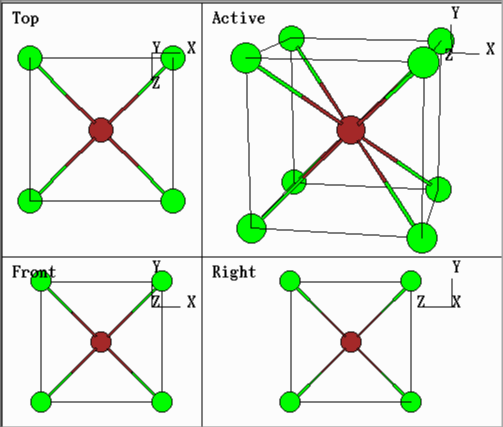 Top
Y X
Z
Active
Y
Z X
Front
Y
Z X
Right
Y
Z X